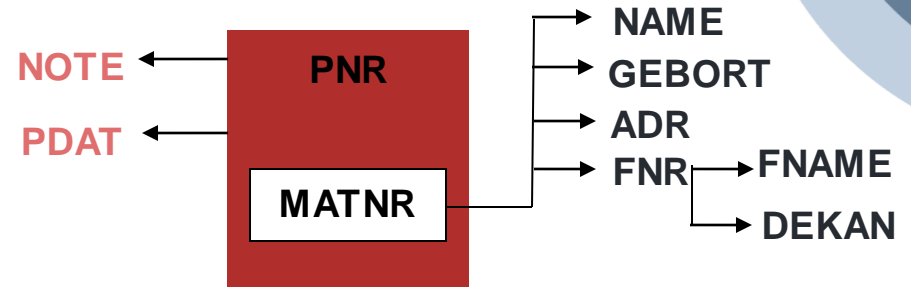 NOTE
PDAT
PNR
MATNR
NAME
GEBORT
ADR
FNR
FNAME
DEKAN